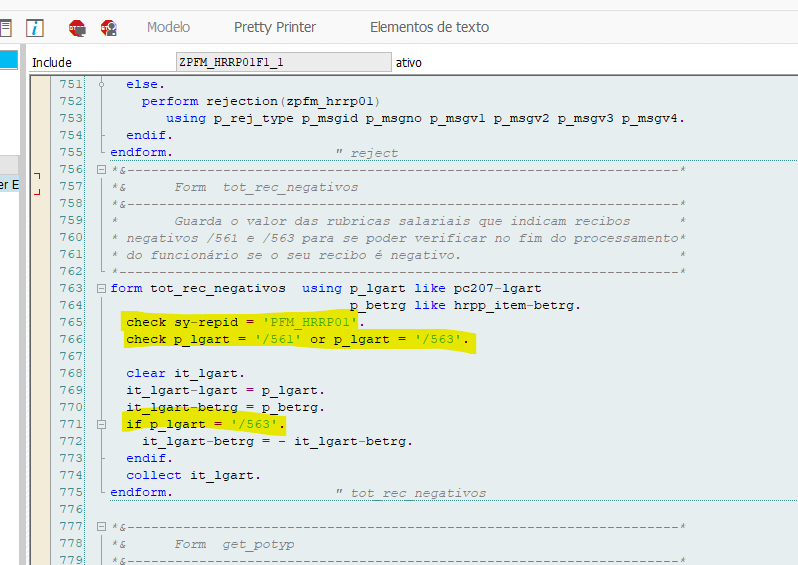 Modelo Pretty Printer Elementos de texto
Include ZPFM_HRRP01F1_1 ativo
751 else.
752 perform rejection(zpfm_hrrp01)
753 using p_rej_type p_msgid p_msgno p_msgv1 p_msgv2 p_msgv3 p_msgv4.
754 endif.
755 endform. " reject
756 *&---------------------------------------------------------------------*
757 *& Form tot_rec_negativos
758 *&---------------------------------------------------------------------*
759 * Guarda o valor das rubricas salariais que indicam recibos *
760 * negativos /561 e /563 para se poder verificar no fim do processamento*
761 * do funcionário se o seu recibo é negativo. *
762 *----------------------------------------------------------------------*
763 form tot_rec_negativos using p_lgart like pc207-lgart
764 p_betrg like hrpp_item-betrg.
765 check sy-repid = 'PFM_HRRP01'.
766 check p_lgart = '/561' or p_lgart = '/563'.
767
768 clear it_lgart.
769 it_lgart-lgart = p_lgart.
770 it_lgart-betrg = p_betrg.
771 if p_lgart = '/563'.
772 it_lgart-betrg = - it_lgart-betrg.
773 endif.
774 collect it_lgart.
775 endform. " tot_rec_negativos
776
777 *&---------------------------------------------------------------------*
778 *& Form get_potyp
779 *&---------------------------------------------------------------------*
er E